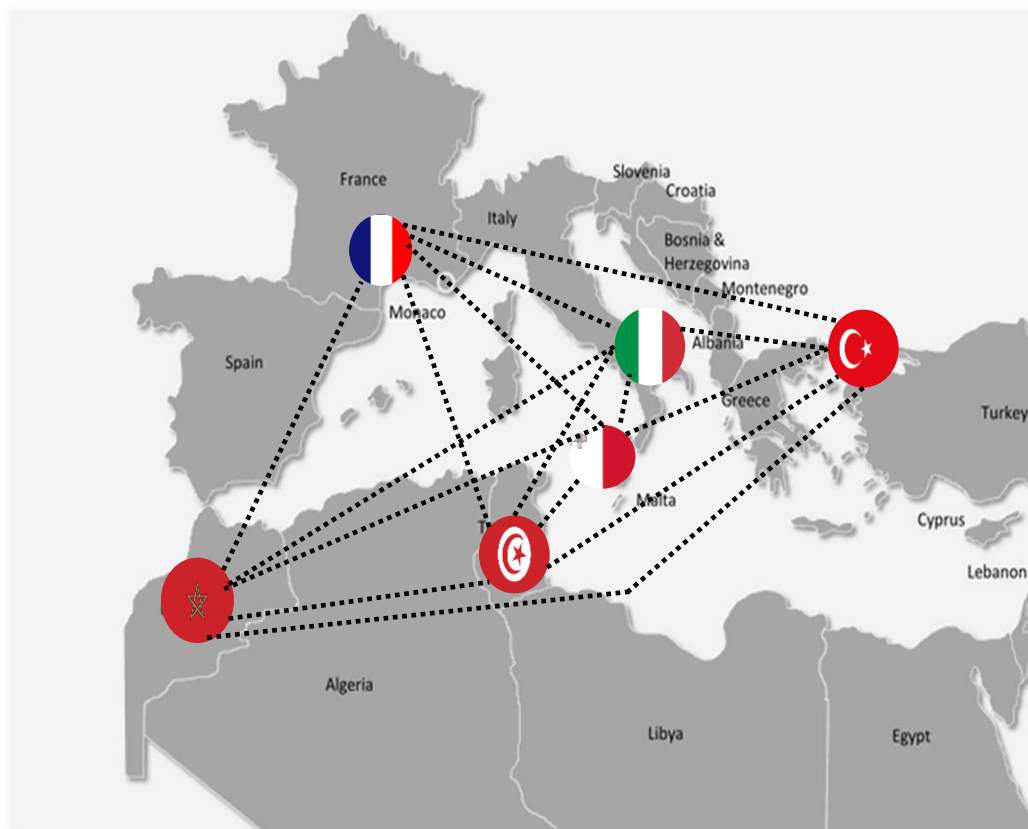 France
Slovenia
Croatia
Italy
Bosnia &
Herzegovina
Montenegro
Monaco
Albania
Spain
Greece
Turkey
Malta
T
Cyprus
Lebanon
Algeria
Libya
Egypt